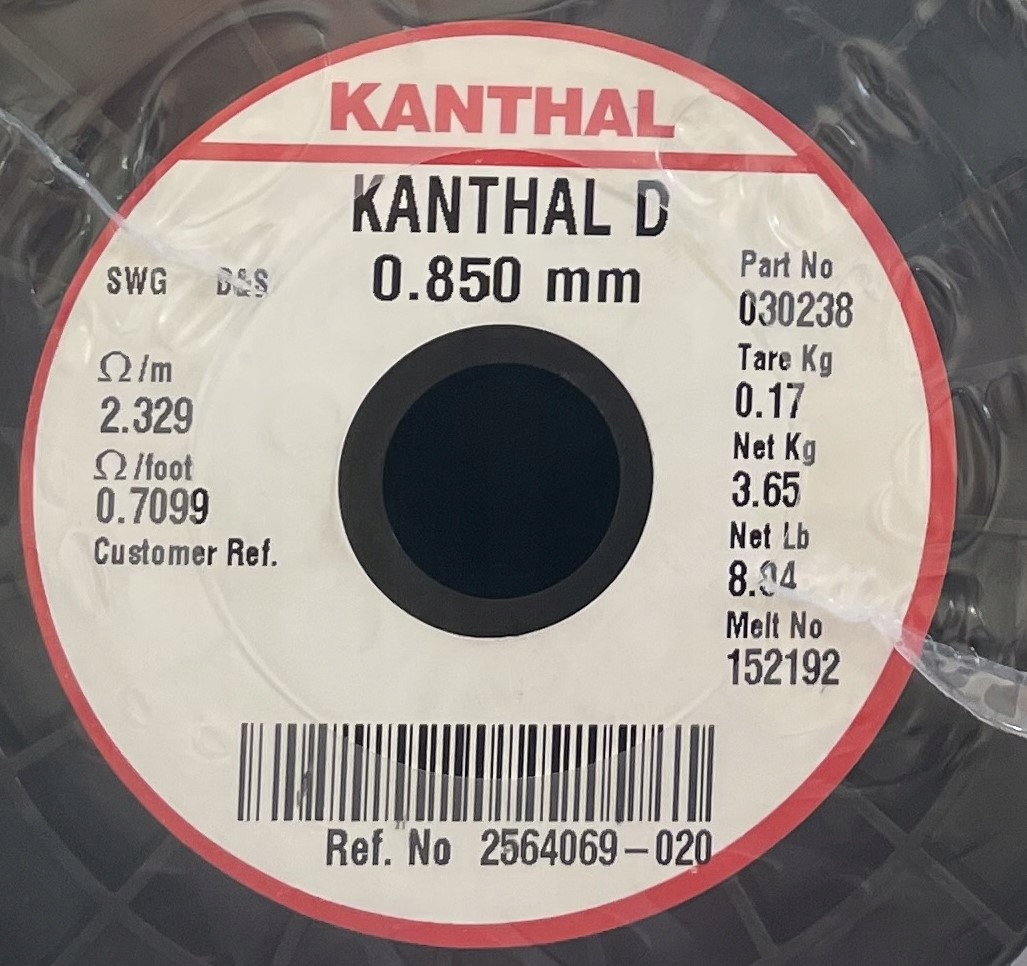 KANTHAL
KANTHAL D
0.850 mm
SWG B&S
Ω/m
2.329
Ω/foot
0.7099
Customer Ref.
Part No
030238
Tare Kg
0.17
Net Kg
3.65
Net Lb
Melt No
152192
Ref. No 2564069-020